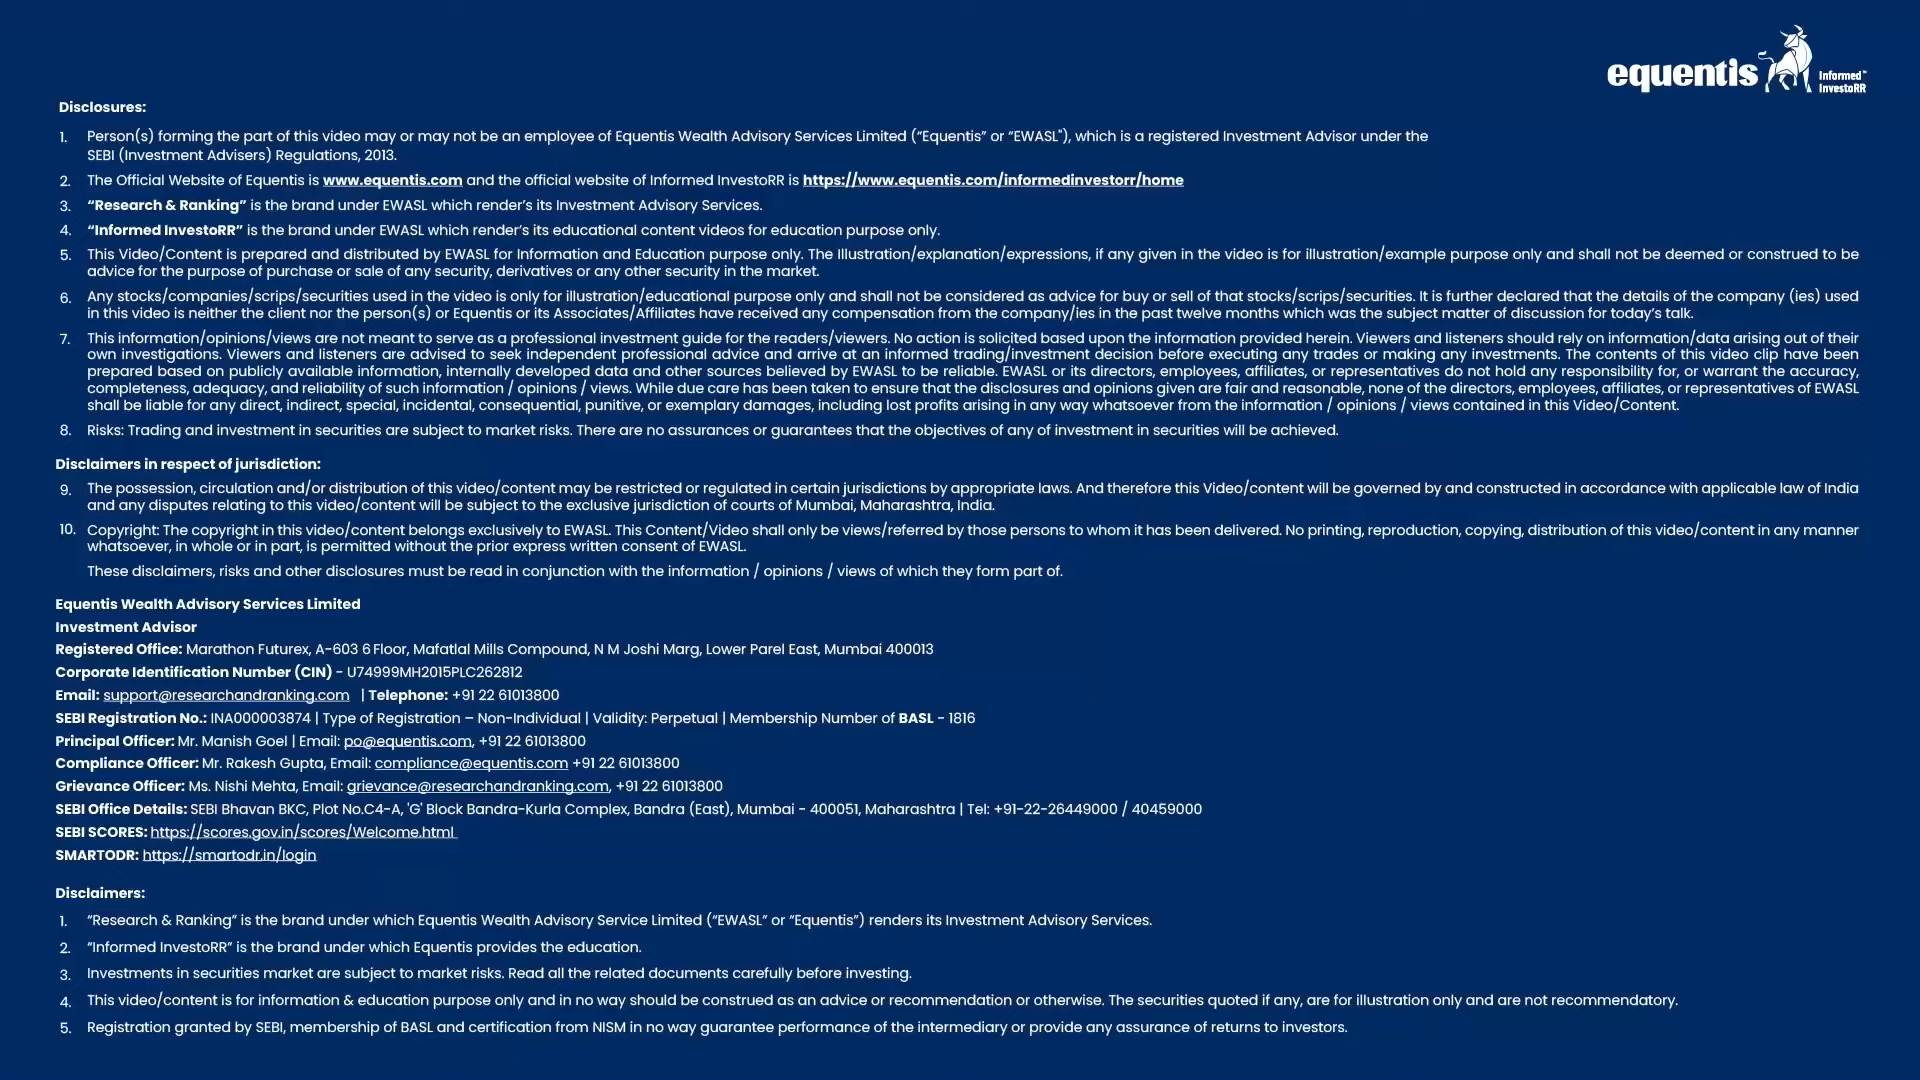 equentis
Informed™
InvestoRR
Disclosures:
1. Person(s) forming the part of this video may or may not be an employee of Equentis Wealth Advisory Services Limited (“Equentis” or “EWASL"), which is a registered Investment Advisor under the
SEBI (Investment Advisers) Regulations, 2013.
2. The Official Website of Equentis is www.equentis.com and the official website of Informed InvestoRR is https://www.equentis.com/informedinvestorr/home
3. “Research & Ranking” is the brand under EWASL which render’s its Investment Advisory Services.
4. “Informed InvestoRR” is the brand under EWASL which render’s its educational content videos for education purpose only.
5. This Video/Content is prepared and distributed by EWASL for Information and Education purpose only. The Illustration/explanation/expressions, if any given in the video is for illustration/example purpose only and shall not be deemed or construed to be
advice for the purpose of purchase or sale of any security, derivatives or any other security in the market.
6. Any stocks/companies/scrips/securities used in the video is only for illustration/educational purpose only and shall not be considered as advice for buy or sell of that stocks/scrips/securities. It is further declared that the details of the company (ies) used
in this video is neither the client nor the person(s) or Equentis or its Associates/Affiliates have received any compensation from the company/ies in the past twelve months which was the subject matter of discussion for today’s talk.
7. This information/opinions/views are not meant to serve as a professional investment guide for the readers/viewers. No action is solicited based upon the information provided herein. Viewers and listeners should rely on information/data arising out of their
own investigations. Viewers and listeners are advised to seek independent professional advice and arrive at an informed trading/investment decision before executing any trades or making any investments. The contents of this video clip have been
prepared based on publicly available information, internally developed data and other sources believed by EWASL to be reliable. EWASL or its directors, employees, affiliates, or representatives do not hold any responsibility for, or warrant the accuracy,
completeness, adequacy, and reliability of such information / opinions / views. While due care has been taken to ensure that the disclosures and opinions given are fair and reasonable, none of the directors, employees, affiliates, or representatives of EWASL
shall be liable for any direct, indirect, special, incidental, consequential, punitive, or exemplary damages, including lost profits arising in any way whatsoever from the information / opinions / views contained in this Video/Content.
8. Risks: Trading and investment in securities are subject to market risks. There are no assurances or guarantees that the objectives of any of investment in securities will be achieved.
Disclaimers in respect of jurisdiction:
9. The possession, circulation and/or distribution of this video/content may be restricted or regulated in certain jurisdictions by appropriate laws. And therefore this Video/content will be governed by and constructed in accordance with applicable law of India
and any disputes relating to this video/content will be subject to the exclusive jurisdiction of courts of Mumbai, Maharashtra, India.
10. Copyright: The copyright in this video/content belongs exclusively to EWASL. This Content/Video shall only be views/referred by those persons to whom it has been delivered. No printing, reproduction, copying, distribution of this video/content in any manner
whatsoever, in whole or in part, is permitted without the prior express written consent of EWASL.
These disclaimers, risks and other disclosures must be read in conjunction with the information / opinions / views of which they form part of.
Equentis Wealth Advisory Services Limited
Investment Advisor
Registered Office: Marathon Futurex, A-603 6 Floor, Mafatlal Mills Compound, N M Joshi Marg, Lower Parel East, Mumbai 400013
Corporate Identification Number (CIN) - U74999MH2015PLC262812
Email: support@researchandranking.com | Telephone: +91 22 61013800
SEBI Registration No.: INA000003874 | Type of Registration – Non-Individual | Validity: Perpetual | Membership Number of BASL - 1816
Principal Officer: Mr. Manish Goel | Email: po@equentis.com, +91 22 61013800
Compliance Officer: Mr. Rakesh Gupta, Email: compliance@equentis.com +91 22 61013800
Grievance Officer: Ms. Nishi Mehta, Email: grievance@researchandranking.com, +91 22 61013800
SEBI Office Details: SEBI Bhavan BKC, Plot No.C4-A, 'G' Block Bandra-Kurla Complex, Bandra (East), Mumbai - 400051, Maharashtra | Tel: +91-22-26449000 / 40459000
SEBI SCORES: https://scores.gov.in/scores/Welcome.html
SMARTODR: https://smartodr.in/login
Disclaimers:
1. “Research & Ranking” is the brand under which Equentis Wealth Advisory Service Limited (“EWASL” or “Equentis”) renders its Investment Advisory Services.
2. “Informed InvestoRR” is the brand under which Equentis provides the education.
3. Investments in securities market are subject to market risks. Read all the related documents carefully before investing.
4. This video/content is for information & education purpose only and in no way should be construed as an advice or recommendation or otherwise. The securities quoted if any, are for illustration only and are not recommendatory.
5. Registration granted by SEBI, membership of BASL and certification from NISM in no way guarantee performance of the intermediary or provide any assurance of returns to investors.